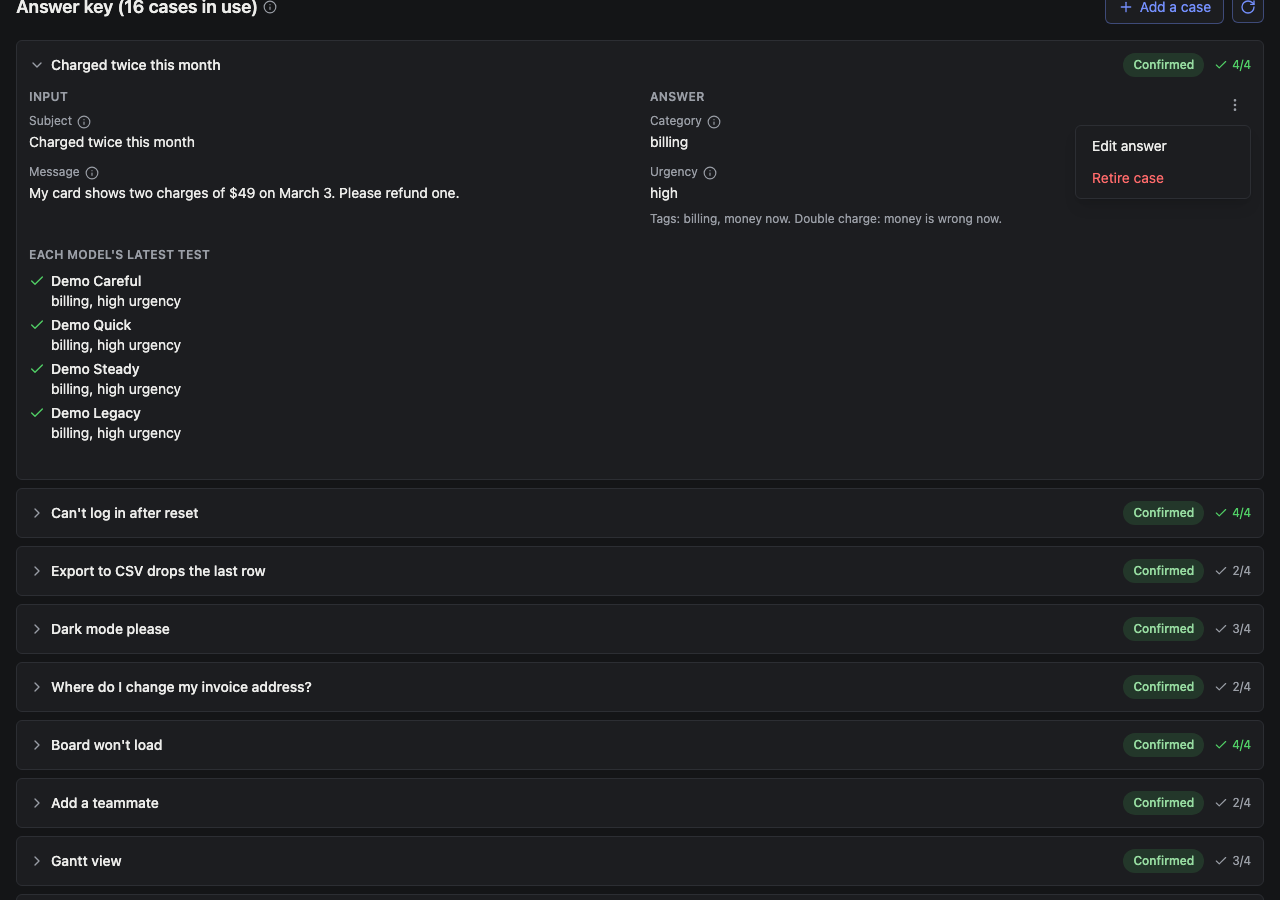 Answer key (16 cases in use)
+ Add a case
Charged twice this month
Confirmed
4/4
INPUT
Subject
Charged twice this month
Message
My card shows two charges of $49 on March 3. Please refund one.
ANSWER
Category
billing
Urgency
high
Tags: billing, money now. Double charge: money is wrong now.
Edit answer
Retire case
EACH MODEL'S LATEST TEST
Demo Careful
billing, high urgency
Demo Quick
billing, high urgency
Demo Steady
billing, high urgency
Demo Legacy
billing, high urgency
Can't log in after reset
Confirmed
4/4
Export to CSV drops the last row
Confirmed
2/4
Dark mode please
Confirmed
3/4
Where do I change my invoice address?
Confirmed
2/4
Board won't load
Confirmed
4/4
Add a teammate
Confirmed
2/4
Gantt view
Confirmed
3/4